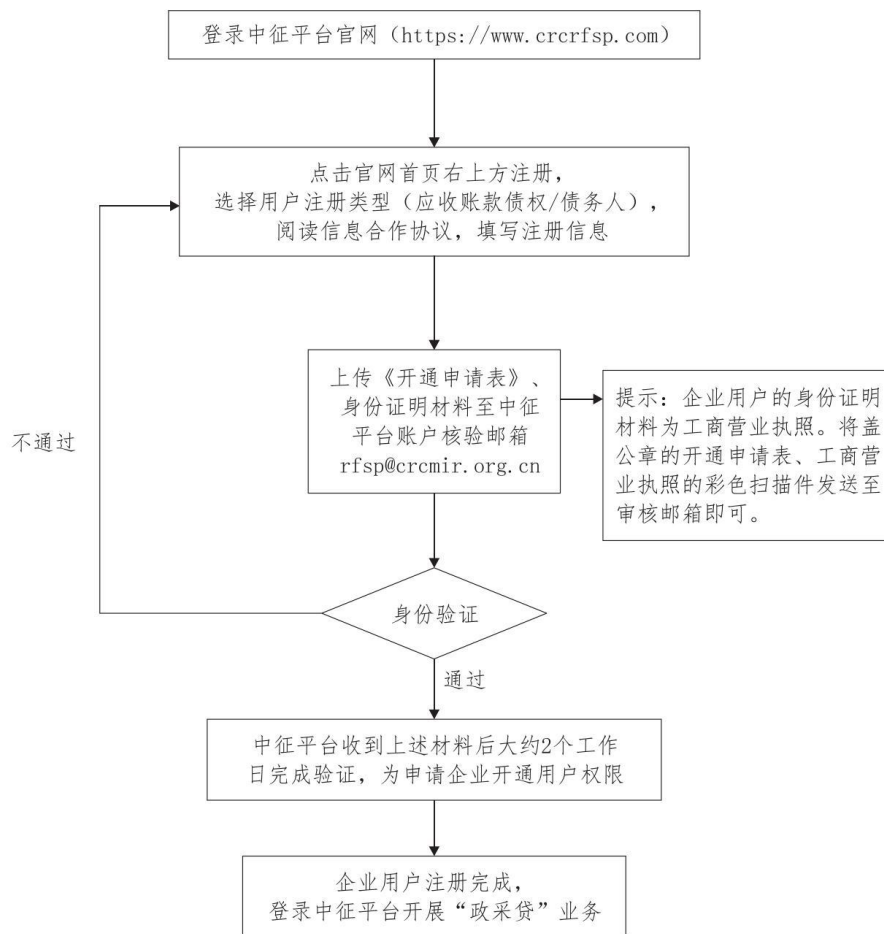 登录中征平台官网（https://www.crcrfsp.com）
点击官网首页右上方注册，
选择用户注册类型（应收账款债权/债务人），
阅读信息合作协议，填写注册信息
上传《开通申请表》、
身份证明材料至中征
平台账户核验邮箱
rfsp@crcmir.org.cn
提示：企业用户的身份证明
材料为工商营业执照。将盖
公章的开通申请表、工商营
业执照的彩色扫描件发送至
审核邮箱即可。
不通过
身份验证
通过
中征平台收到上述材料后大约2个工作
日完成验证，为申请企业开通用户权限
企业用户注册完成，
登录中征平台开展“政采贷”业务